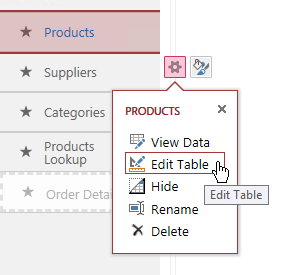 Products
Suppliers
Categories
Products
Lookup
Order Deta
PRODUCTS
View Data
Edit Table
Hide
Rename
Delete
Edit Table